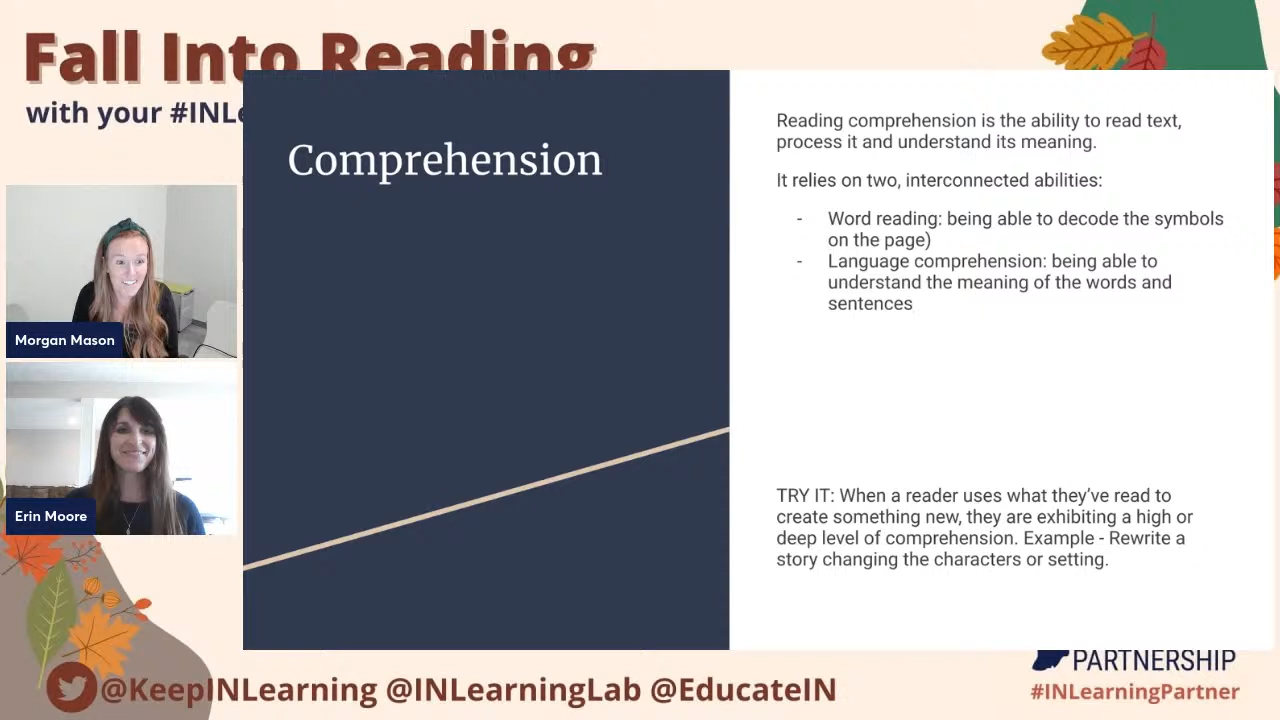 Fall Into Reading
with your #INLe
Comprehension
Reading comprehension is the ability to read text,
process it and understand its meaning.
It relies on two, interconnected abilities:
- Word reading: being able to decode the symbols
on the page)
- Language comprehension: being able to
understand the meaning of the words and
sentences
TRY IT: When a reader uses what they've read to
create something new, they are exhibiting a high or
deep level of comprehension. Example - Rewrite a
story changing the characters or setting.
Morgan Mason
Erin Moore
@KeepINLearning @INLearningLab @EducateIN
PARTNERSHIP
#INLearningPartner